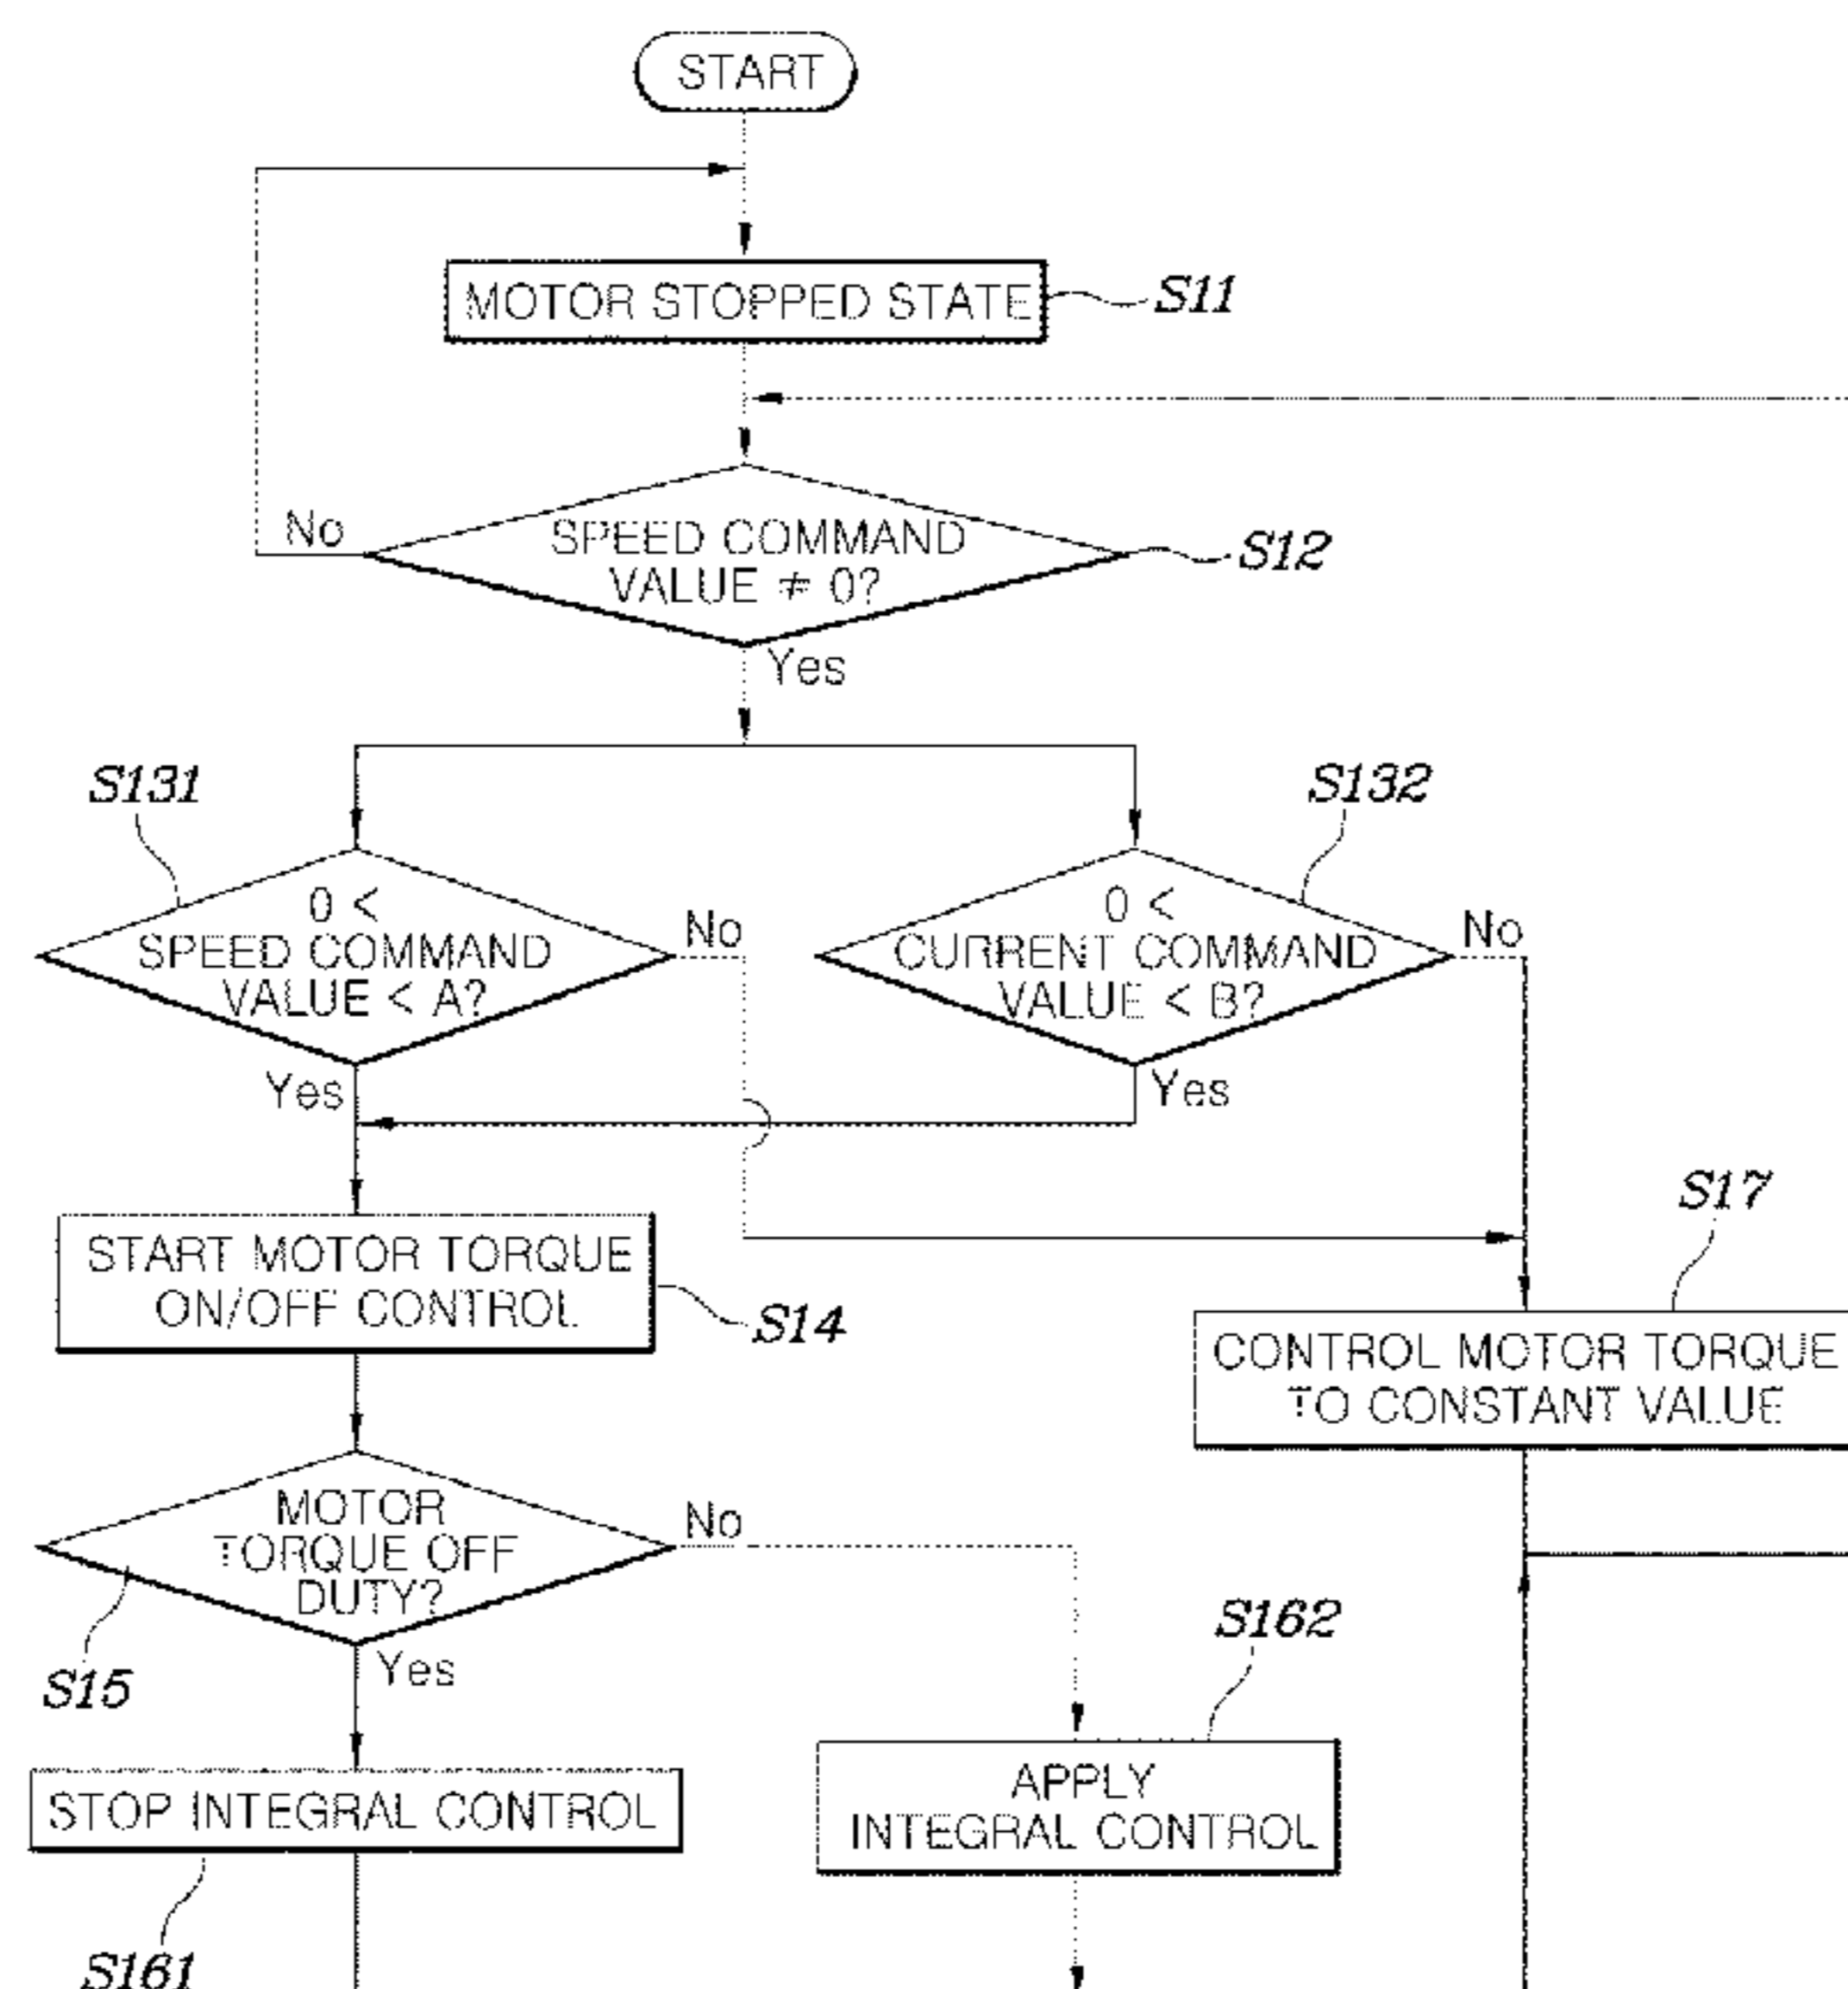 START
MOTOR STOPPED STATE
S11
No
SPEED COMMAND
VALUE ≠ 0?
S12
Yes
S131
S132
0 <
SPEED COMMAND
VALUE < A?
No
0 <
CURRENT COMMAND
VALUE < B?
No
Yes
Yes
START MOTOR TORQUE
ON/OFF CONTROL
S14
S17
CONTROL MOTOR TORQUE
TO CONSTANT VALUE
MOTOR
TORQUE OFF
DUTY?
No
S15
Yes
S162
STOP INTEGRAL CONTROL
APPLY
INTEGRAL CONTROL
S161